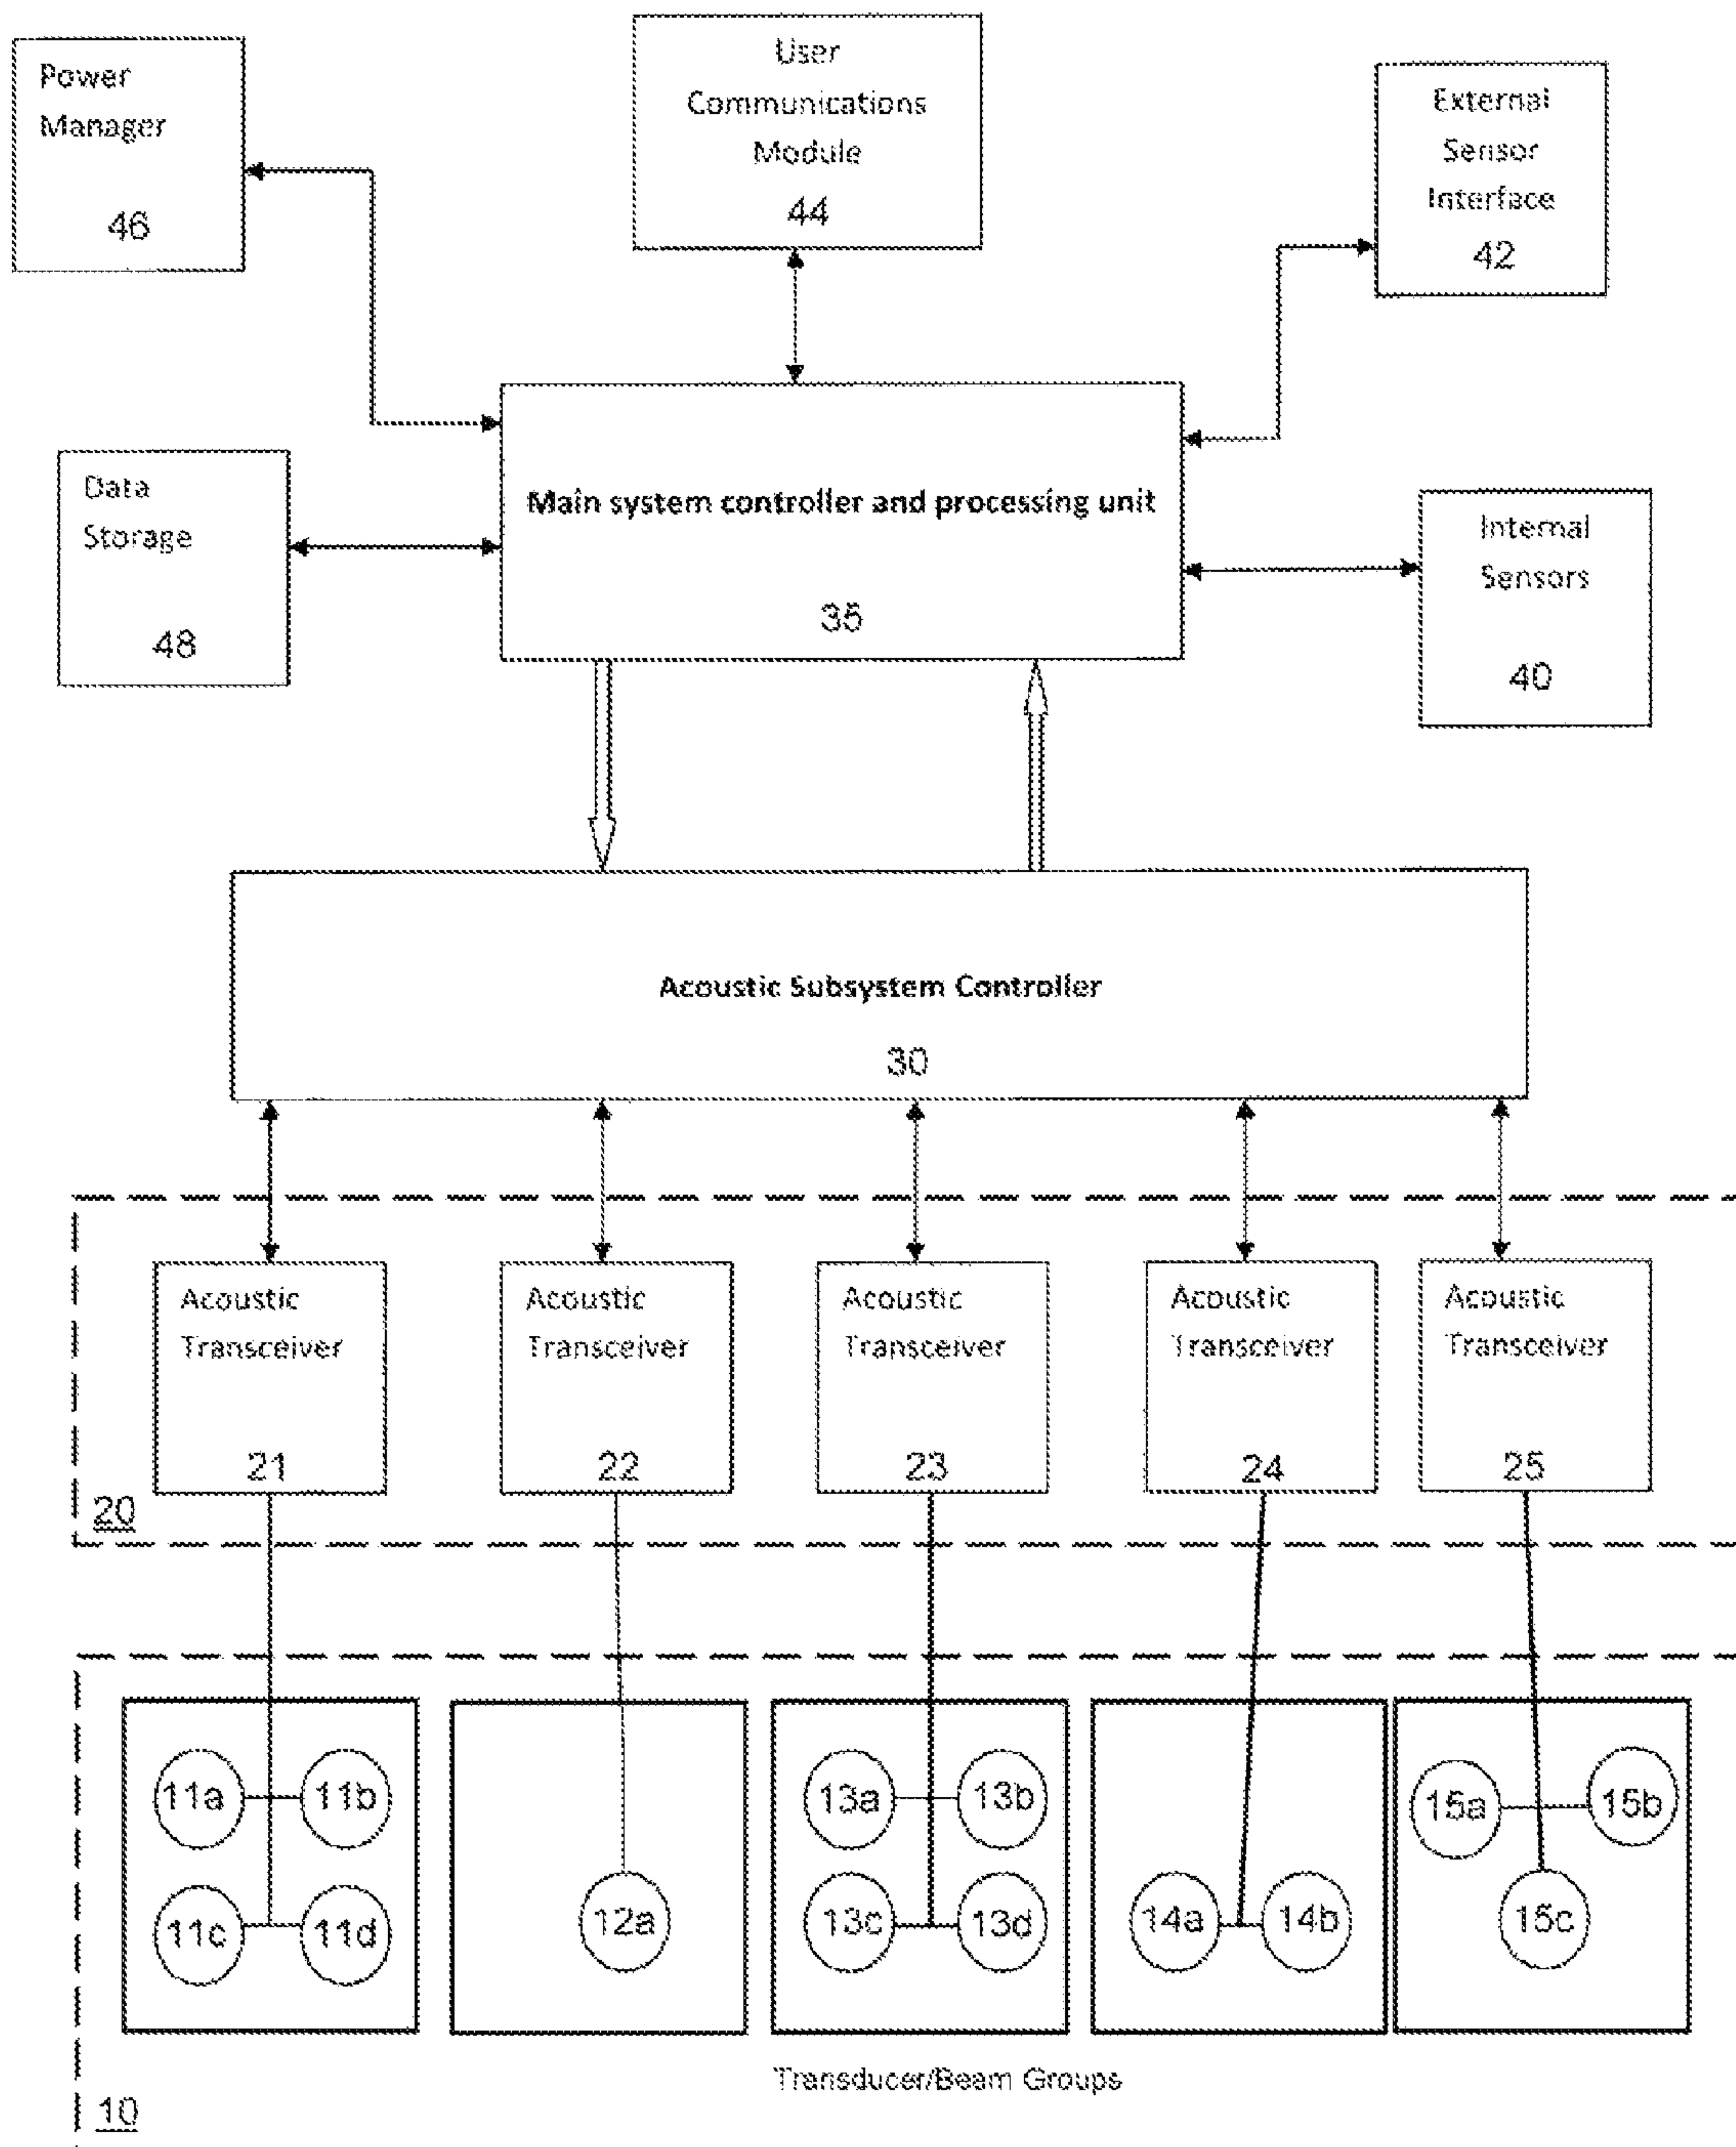 Power
Manager
46
User
Communications
Module
44
External
Sensor
Interface
42
Data
Storage
48
Main system controller and processing unit
35
Internal
Sensors
40
Acoustic Subsystem Controller
30
Acoustic
Transceiver
21
Acoustic
Transceiver
22
Acoustic
Transceiver
23
Acoustic
Transceiver
24
Acoustic
Transceiver
25
20
11a
11b
11c
11d
12a
13a
13b
13c
13d
14a
14b
15a
15b
15c
Transducer/Beam Groups
10